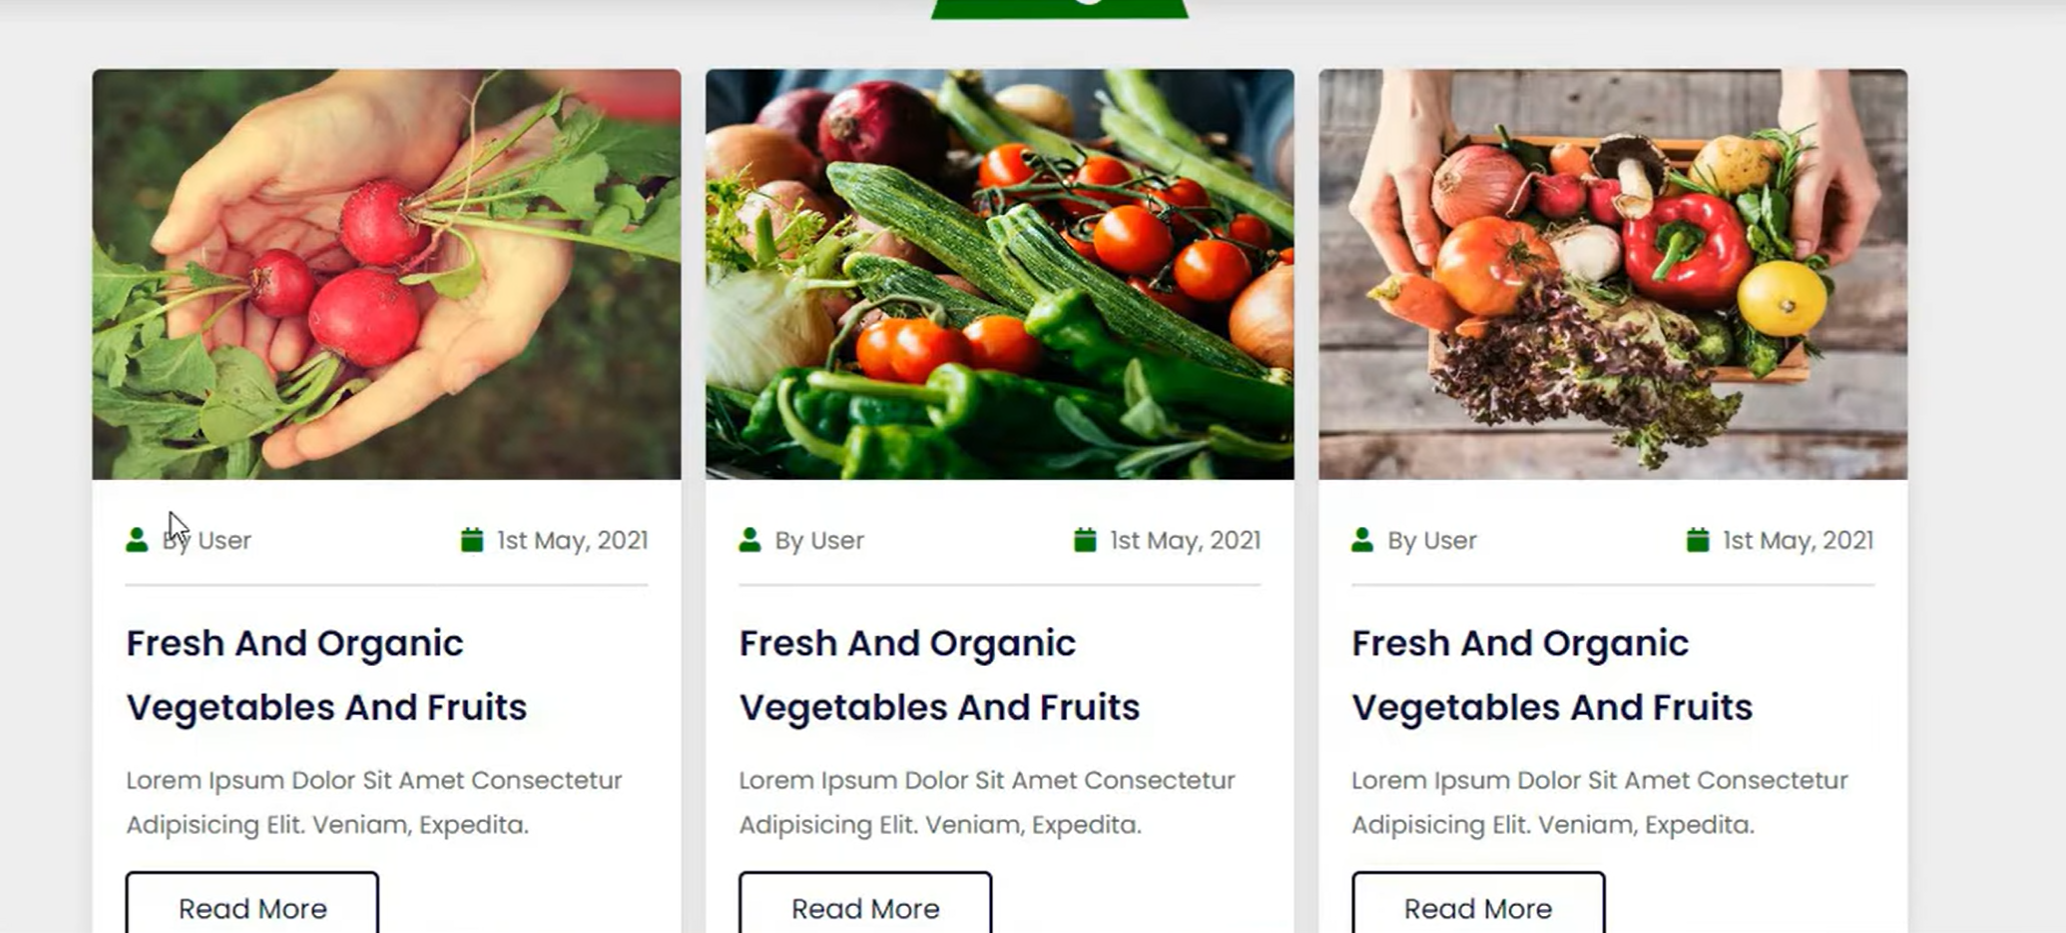 By User
1st May, 2021
Fresh And Organic
Vegetables And Fruits
Lorem Ipsum Dolor Sit Amet Consectetur
Adipisicing Elit. Veniam, Expedita.
Read More
By User
1st May, 2021
Fresh And Organic
Vegetables And Fruits
Lorem Ipsum Dolor Sit Amet Consectetur
Adipisicing Elit. Veniam, Expedita.
Read More
By User
1st May, 2021
Fresh And Organic
Vegetables And Fruits
Lorem Ipsum Dolor Sit Amet Consectetur
Adipisicing Elit. Veniam, Expedita.
Read More